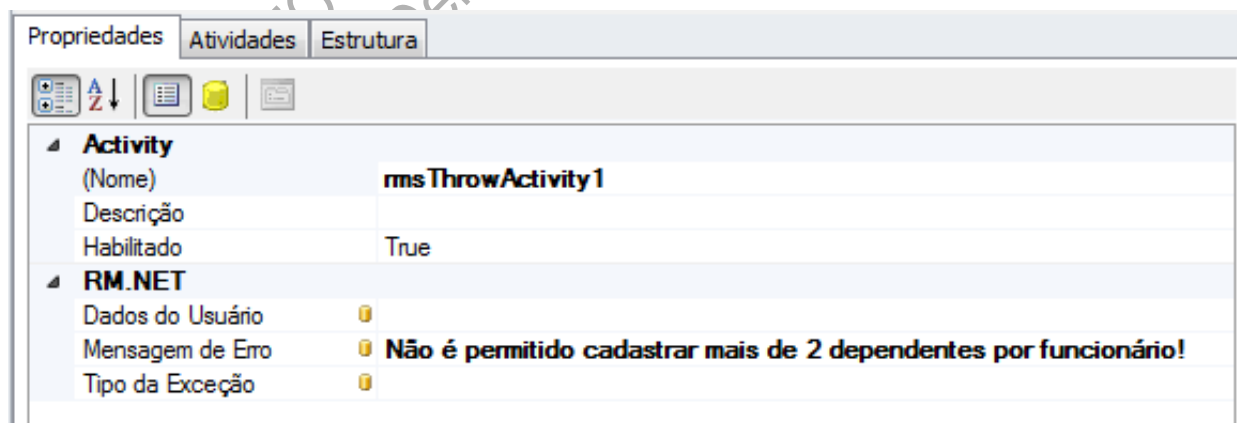 Propriedades Atividades Estrutura
Activity
(Nome) rmsThrowActivity1
Descrição
Habilitado True
RM.NET
Dados do Usuário
Mensagem de Erro Não é permitido cadastrar mais de 2 dependentes por funcionário!
Tipo da Exceção